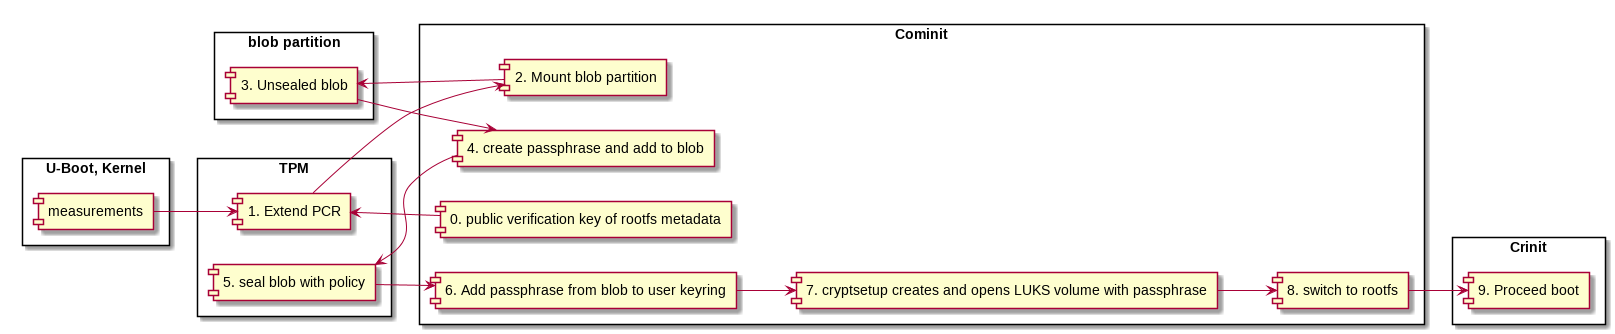 blob partition
3. Unsealed blob
U-Boot, Kernel
measurements
TPM
1. Extend PCR
5. seal blob with policy
Cominit
2. Mount blob partition
4. create passphrase and add to blob
0. public verification key of rootfs metadata
6. Add passphrase from blob to user keyring
7. cryptsetup creates and opens LUKS volume with passphrase
8. switch to rootfs
Crinit
9. Proceed boot